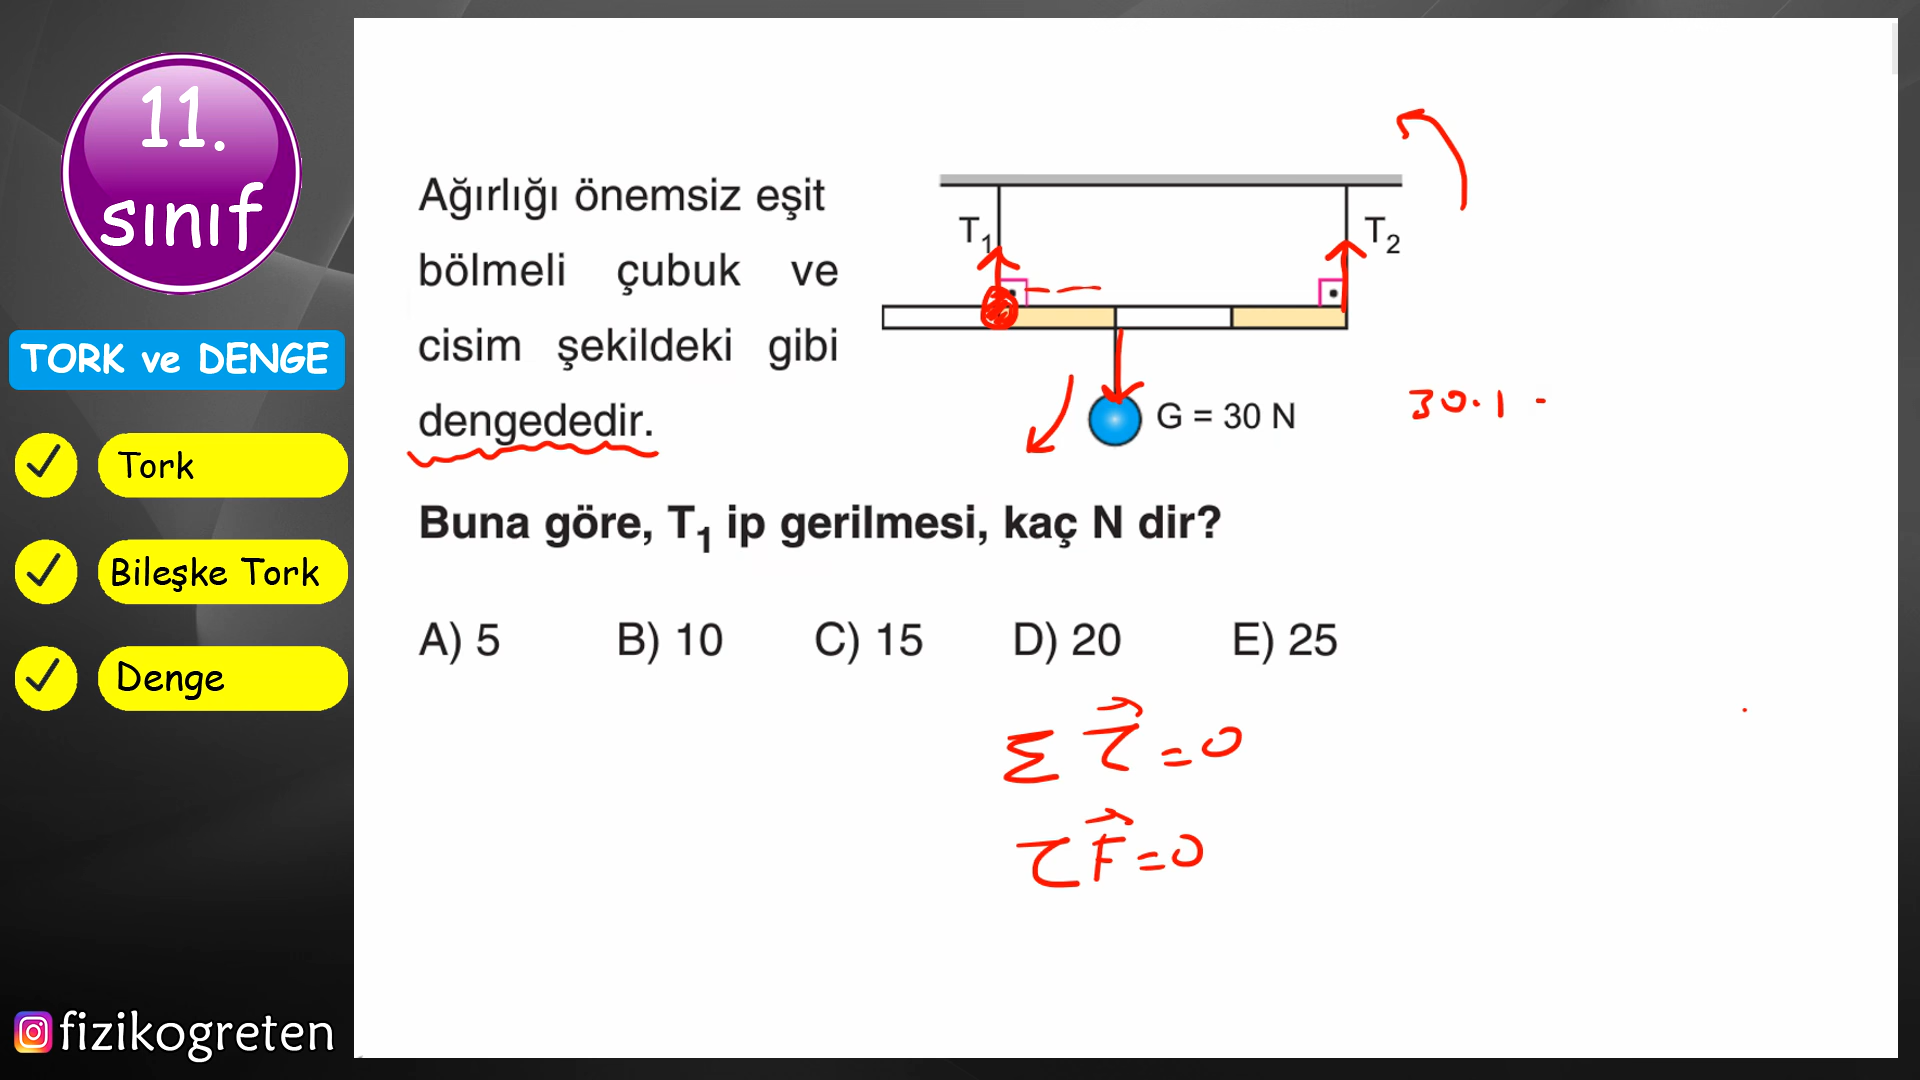 11.
sınıf
TORK ve DENGE
Tork
Bileşke Tork
Denge
fizikogreten
Ağırlığı önemsiz eşit
bölmeli çubuk ve
cisim şekildeki gibi
dengededir.
T1
T2
G = 30 N
30.1 -
Buna göre, T1 ip gerilmesi, kaç N dir?
A) 5 B) 10 C) 15 D) 20 E) 25
Σ τ⃗ = 0
τ F⃗ = 0